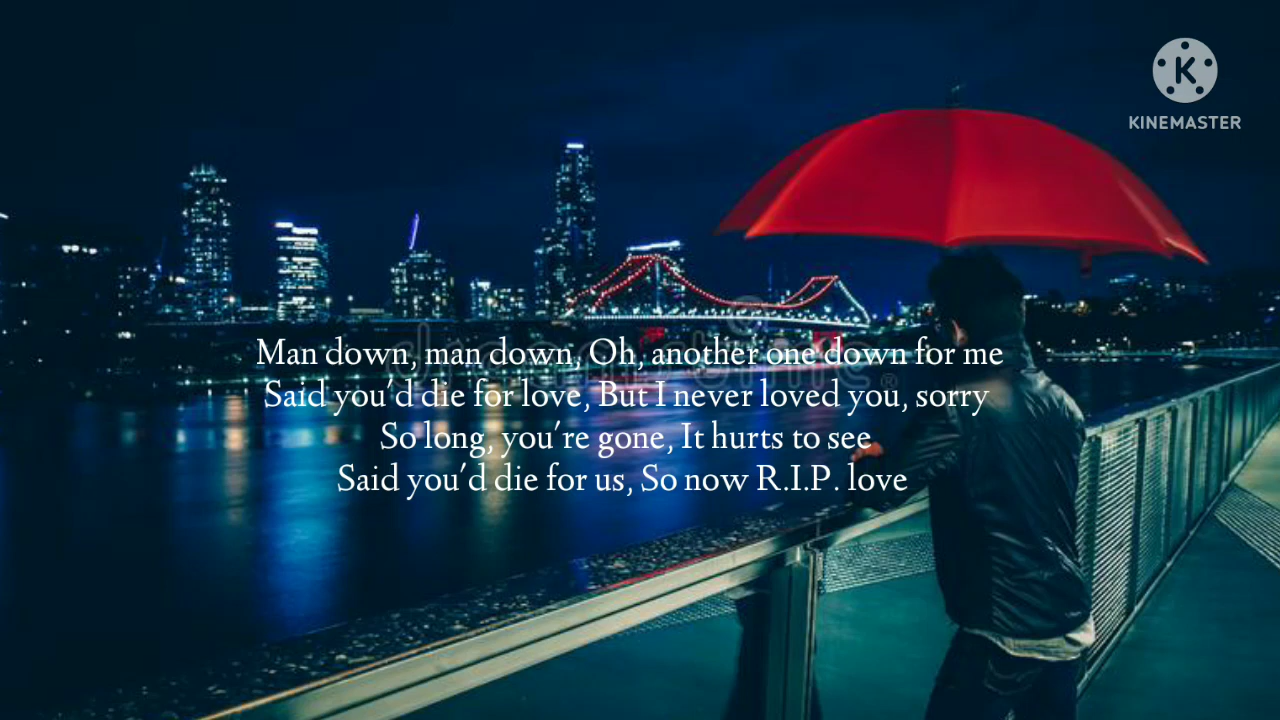 KINEMASTER
Man down, man down, Oh, another one down for me
Said you'd die for love, But I never loved you, sorry
So long, you're gone, It hurts to see
Said you'd die for us, So now R.I.P. love